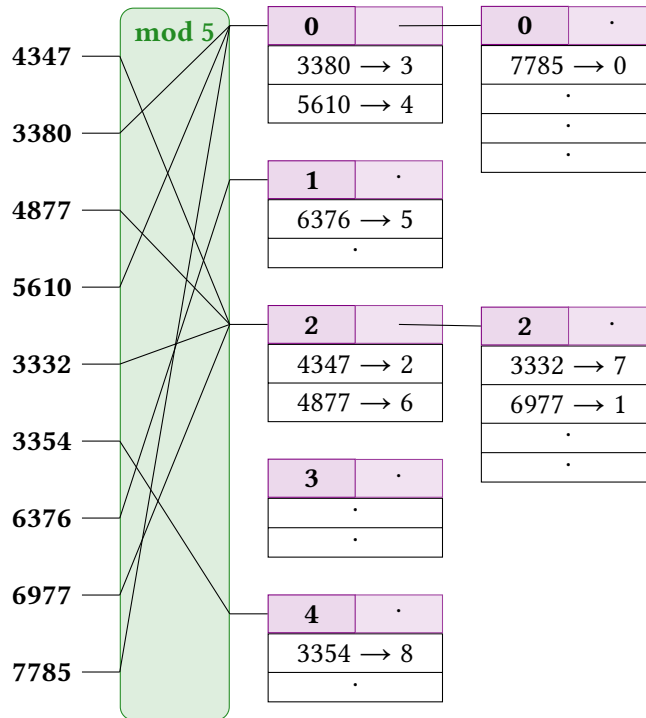 mod 5
4347
3380
4877
5610
3332
3354
6376
6977
7785
0 
3380 → 3
5610 → 4
0 ·
7785 → 0
·
·
·
1 ·
6376 → 5
·
2
4347 → 2
4877 → 6
2 ·
3332 → 7
6977 → 1
·
·
3 ·
·
·
4 ·
3354 → 8
·